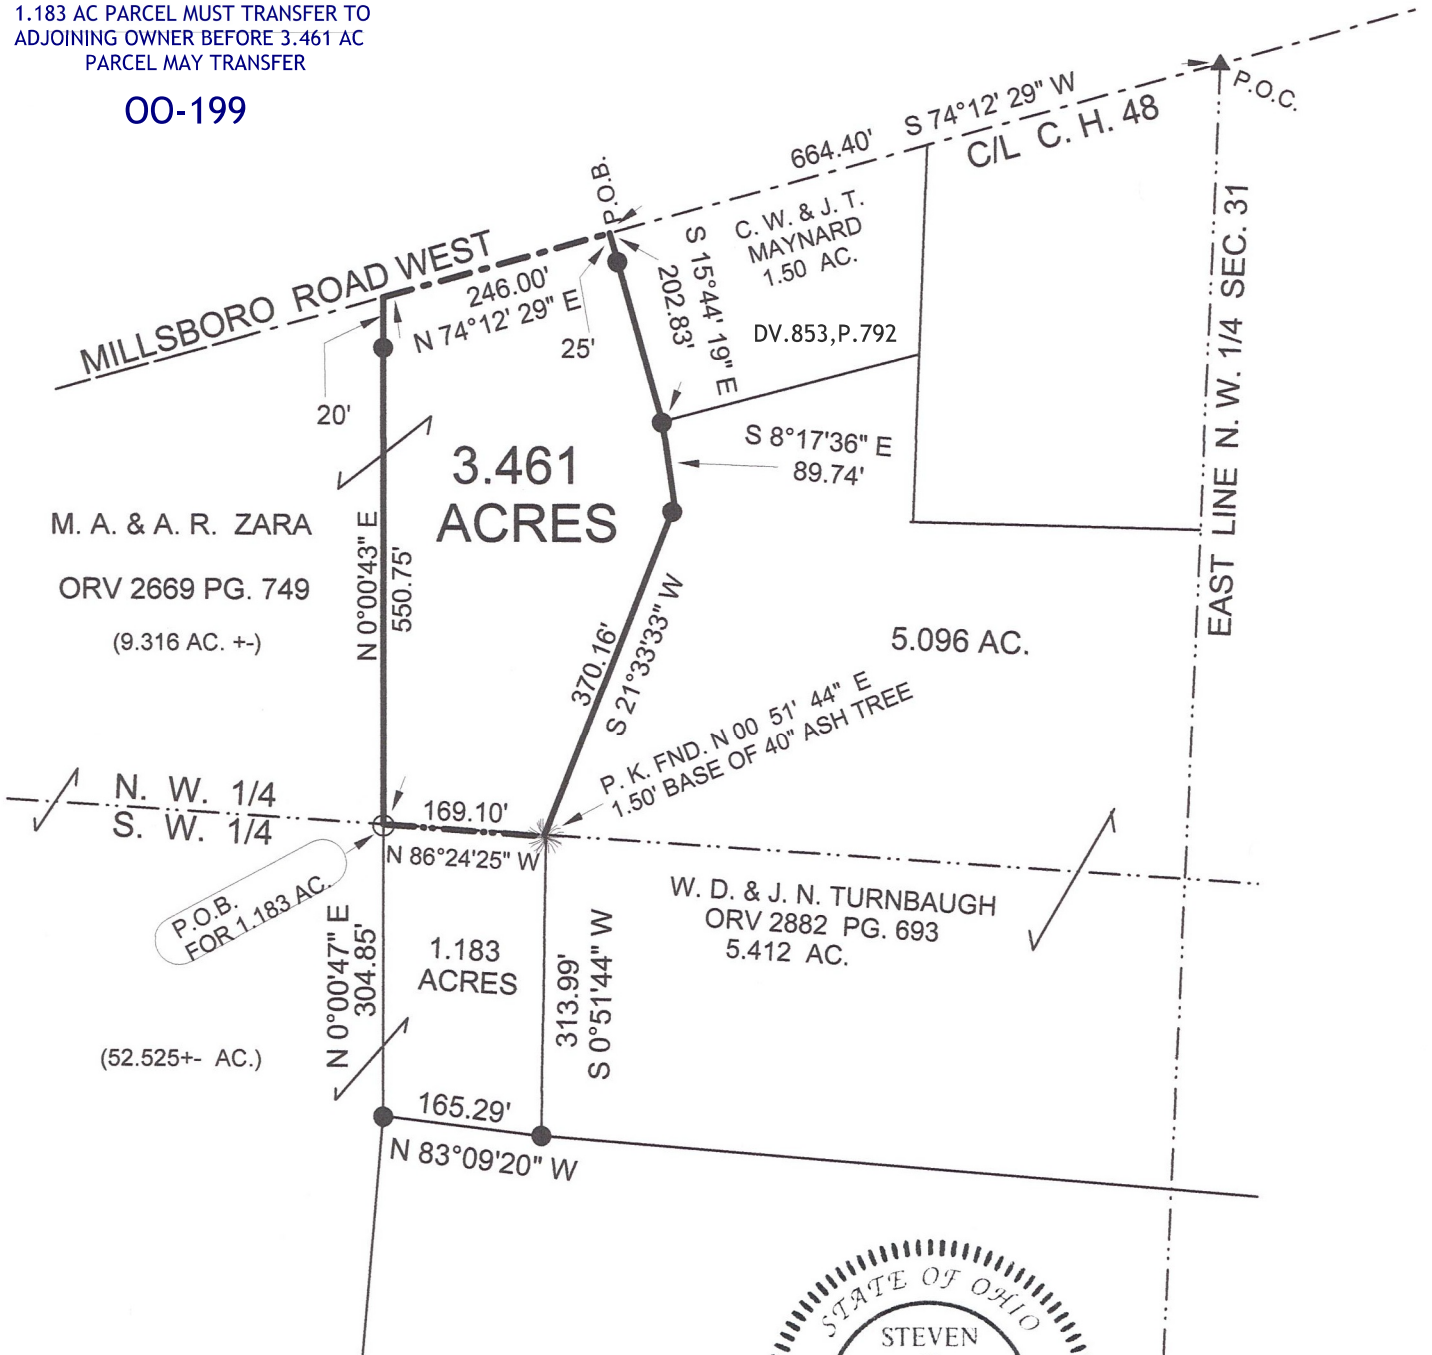 1.183 AC PARCEL MUST TRANSFER TO
ADJOINING OWNER BEFORE 3.461 AC
PARCEL MAY TRANSFER
OO-199
P.O.C.
S 74°12' 29" W
664.40'
C/L C. H. 48
P.O.B.
MILLSBORO ROAD WEST
246.00'
N 74°12' 29" E
25'
20'
S 15°44' 19" E
202.83'
C. W. & J. T.
MAYNARD
1.50 AC.
DV.853,P.792
EAST LINE N. W. 1/4 SEC. 31
S 8°17'36" E
89.74'
3.461
ACRES
M. A. & A. R. ZARA
ORV 2669 PG. 749
(9.316 AC. +-)
N 0°00'43" E
550.75'
370.16'
S 21°33'33" W
5.096 AC.
P. K. FND. N 00 51' 44" E
1.50' BASE OF 40" ASH TREE
N. W. 1/4
S. W. 1/4
169.10'
N 86°24'25" W
P.O.B.
FOR 1.183 AC.
W. D. & J. N. TURNBAUGH
ORV 2882 PG. 693
5.412 AC.
N 0°00'47" E
304.85'
1.183
ACRES
313.99'
S 0°51'44" W
(52.525+- AC.)
165.29'
N 83°09'20" W
STATE OF OHIO
STEVEN